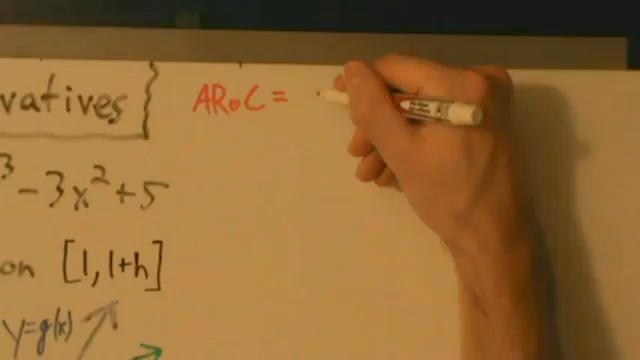 vatives
ARoC =
³ - 3x² + 5
on [1, 1+h]
y=g(x)